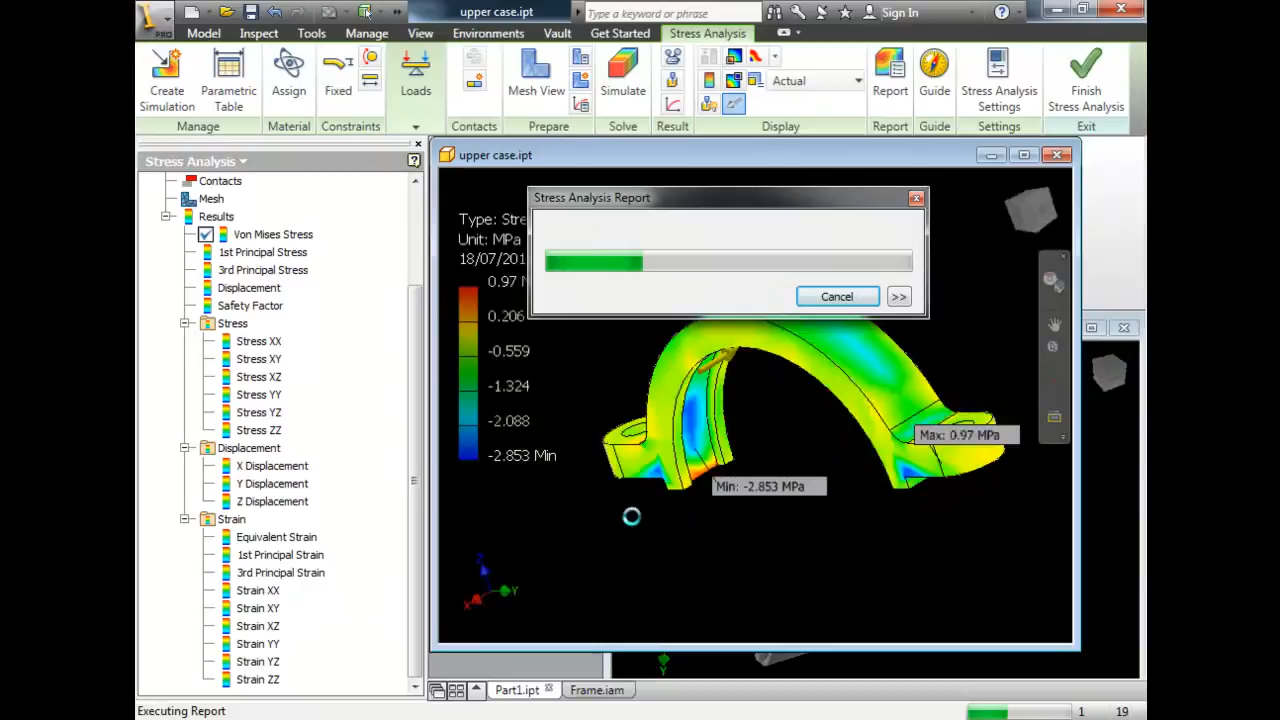 upper case.ipt
Type a keyword or phrase
Sign In
PRO
Model Inspect Tools Manage View Environments Vault Get Started Stress Analysis
Create Simulation
Parametric Table
Assign
Fixed
Loads
Mesh View
Simulate
Actual
Report
Guide
Stress Analysis Settings
Finish Stress Analysis
Manage Material Constraints Contacts Prepare Solve Result Display Report Guide Settings Exit
Stress Analysis
Contacts
Mesh
Results
Von Mises Stress
1st Principal Stress
3rd Principal Stress
Displacement
Safety Factor
Stress
Stress XX
Stress XY
Stress XZ
Stress YY
Stress YZ
Stress ZZ
Displacement
X Displacement
Y Displacement
Z Displacement
Strain
Equivalent Strain
1st Principal Strain
3rd Principal Strain
Strain XX
Strain XY
Strain XZ
Strain YY
Strain YZ
Strain ZZ
upper case.ipt
Stress Analysis Report
Cancel >>
Type: Stre
Unit: MPa
18/07/201
0.97 M
0.206
-0.559
-1.324
-2.088
-2.853 Min
Max: 0.97 MPa
Min: -2.853 MPa
Z
X
Y
Y
Part1.ipt Frame.iam
Executing Report 1 19